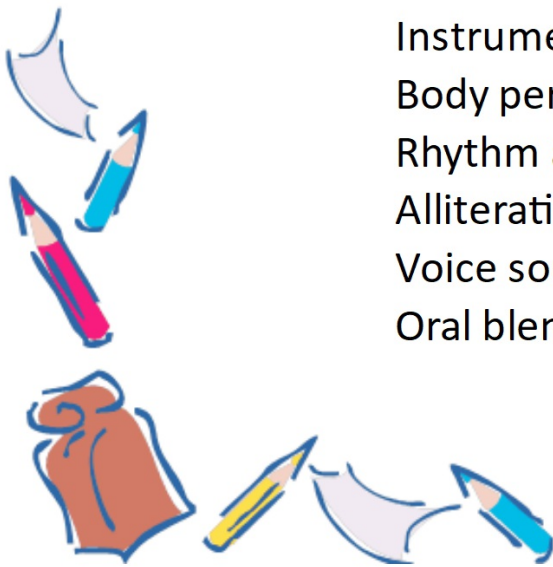 Instrume
Body per
Rhythm
Alliterati
Voice so
Oral blen